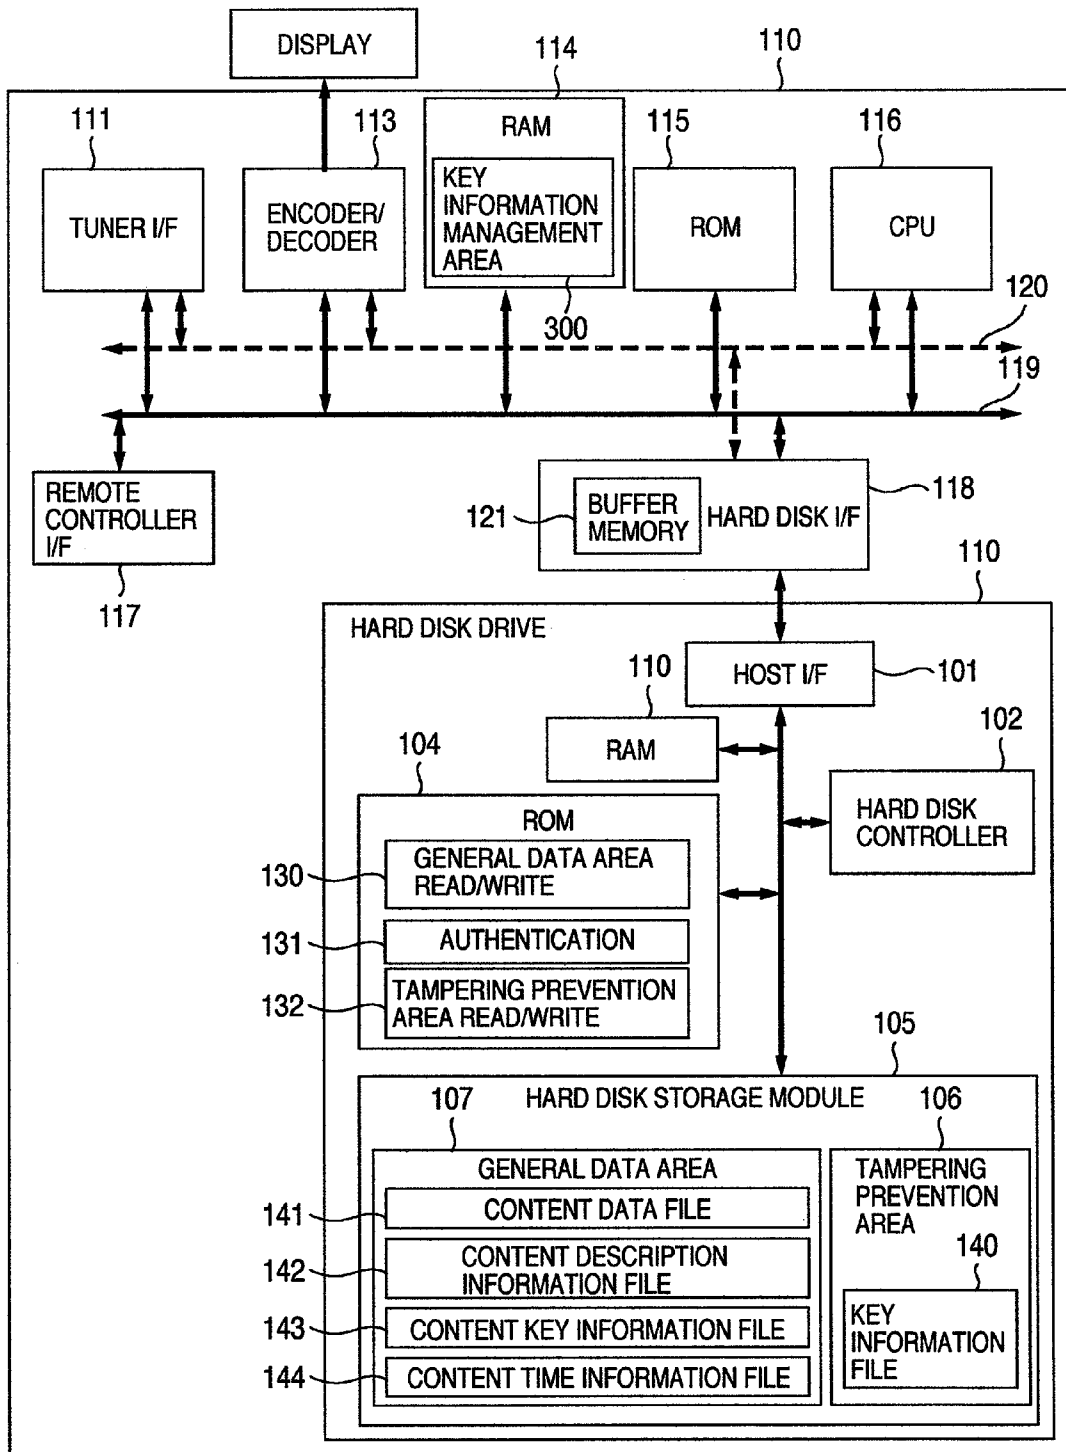 DISPLAY
114
110
111
113
RAM
115
116
TUNER I/F
ENCODER/
DECODER
KEY
INFORMATION
MANAGEMENT
AREA
ROM
CPU
300
120
119
REMOTE
CONTROLLER
I/F
117
121
BUFFER
MEMORY
HARD DISK I/F
118
110
HARD DISK DRIVE
HOST I/F
101
110
RAM
102
HARD DISK
CONTROLLER
104
ROM
130
GENERAL DATA AREA
READ/WRITE
131
AUTHENTICATION
132
TAMPERING PREVENTION
AREA READ/WRITE
105
HARD DISK STORAGE MODULE
107
106
GENERAL DATA AREA
141
CONTENT DATA FILE
142
CONTENT DESCRIPTION
INFORMATION FILE
143
CONTENT KEY INFORMATION FILE
144
CONTENT TIME INFORMATION FILE
TAMPERING
PREVENTION
AREA
140
KEY
INFORMATION
FILE